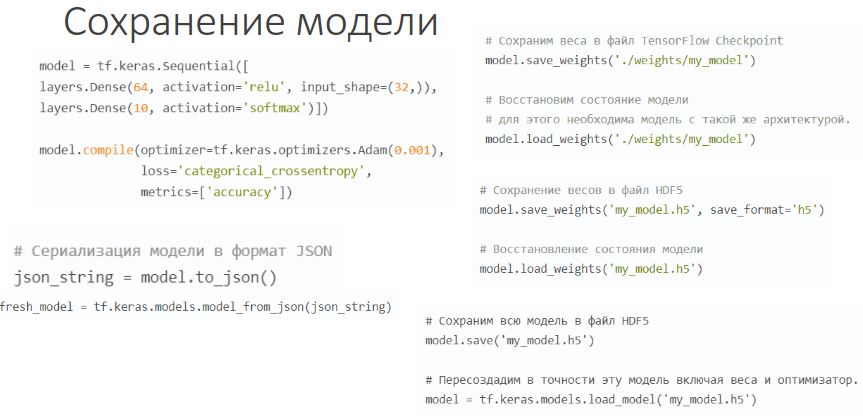 Сохранение модели
model = tf.keras.Sequential([
layers.Dense(64, activation='relu', input_shape=(32,)),
layers.Dense(10, activation='softmax')])
model.compile(optimizer=tf.keras.optimizers.Adam(0.001),
loss='categorical_crossentropy',
metrics=['accuracy'])
# Сериализация модели в формат JSON
json_string = model.to_json()
fresh_model = tf.keras.models.model_from_json(json_string)
# Сохраним веса в файл TensorFlow Checkpoint
model.save_weights('./weights/my_model')
# Восстановим состояние модели
# для этого необходима модель с такой же архитектурой.
model.load_weights('./weights/my_model')
# Сохранение весов в файл HDF5
model.save_weights('my_model.h5', save_format='h5')
# Восстановление состояния модели
model.load_weights('my_model.h5')
# Сохраним всю модель в файл HDF5
model.save('my_model.h5')
# Пересоздадим в точности эту модель включая веса и оптимизатор.
model = tf.keras.models.load_model('my_model.h5')